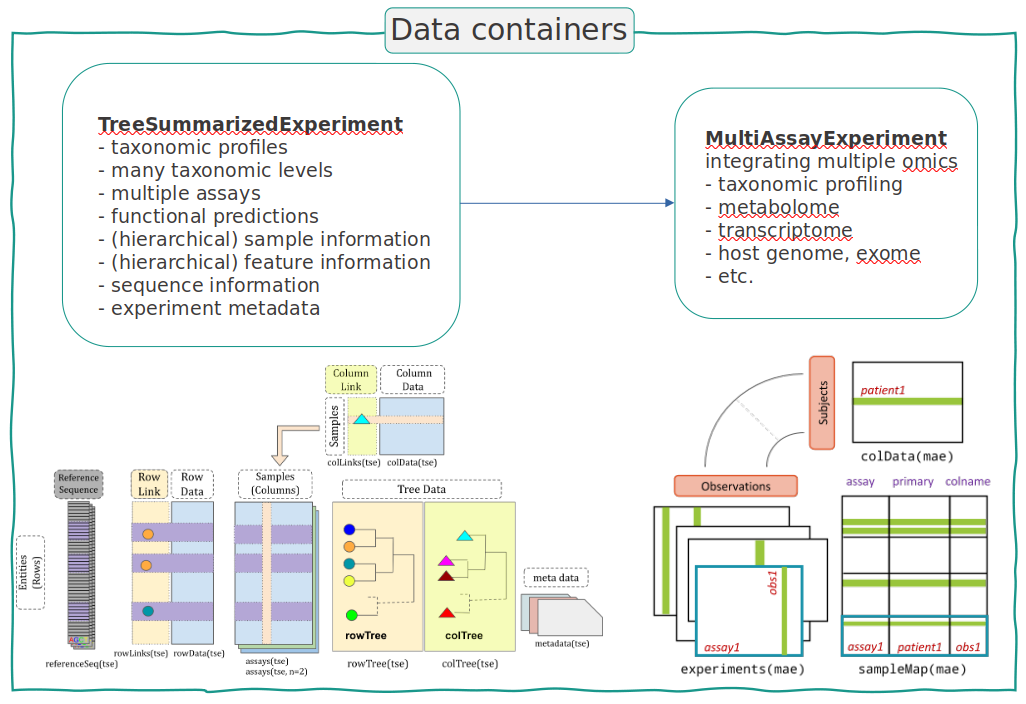 Data containers
TreeSummarizedExperiment
- taxonomic profiles
- many taxonomic levels
- multiple assays
- functional predictions
- (hierarchical) sample information
- (hierarchical) feature information
- sequence information
- experiment metadata
MultiAssayExperiment
integrating multiple omics
- taxonomic profiling
- metabolome
- transcriptome
- host genome, exome
- etc.
Column
Link
Column
Data
Samples
colLinks(tse)
colData(tse)
Reference
Sequence
Row
Link
Row
Data
Samples
(Columns)
Tree Data
Entities
(Rows)
AG
rowTree
colTree
meta data
referenceSeq(tse)
rowLinks(tse)
rowData(tse)
assays(tse)
assays(tse, n=2)
rowTree(tse)
colTree(tse)
metadata(tse)
Subjects
patient1
colData(mae)
Observations
assay
primary
colname
obs1
assay1
experiments(mae)
assay1
patient1
obs1
sampleMap(mae)